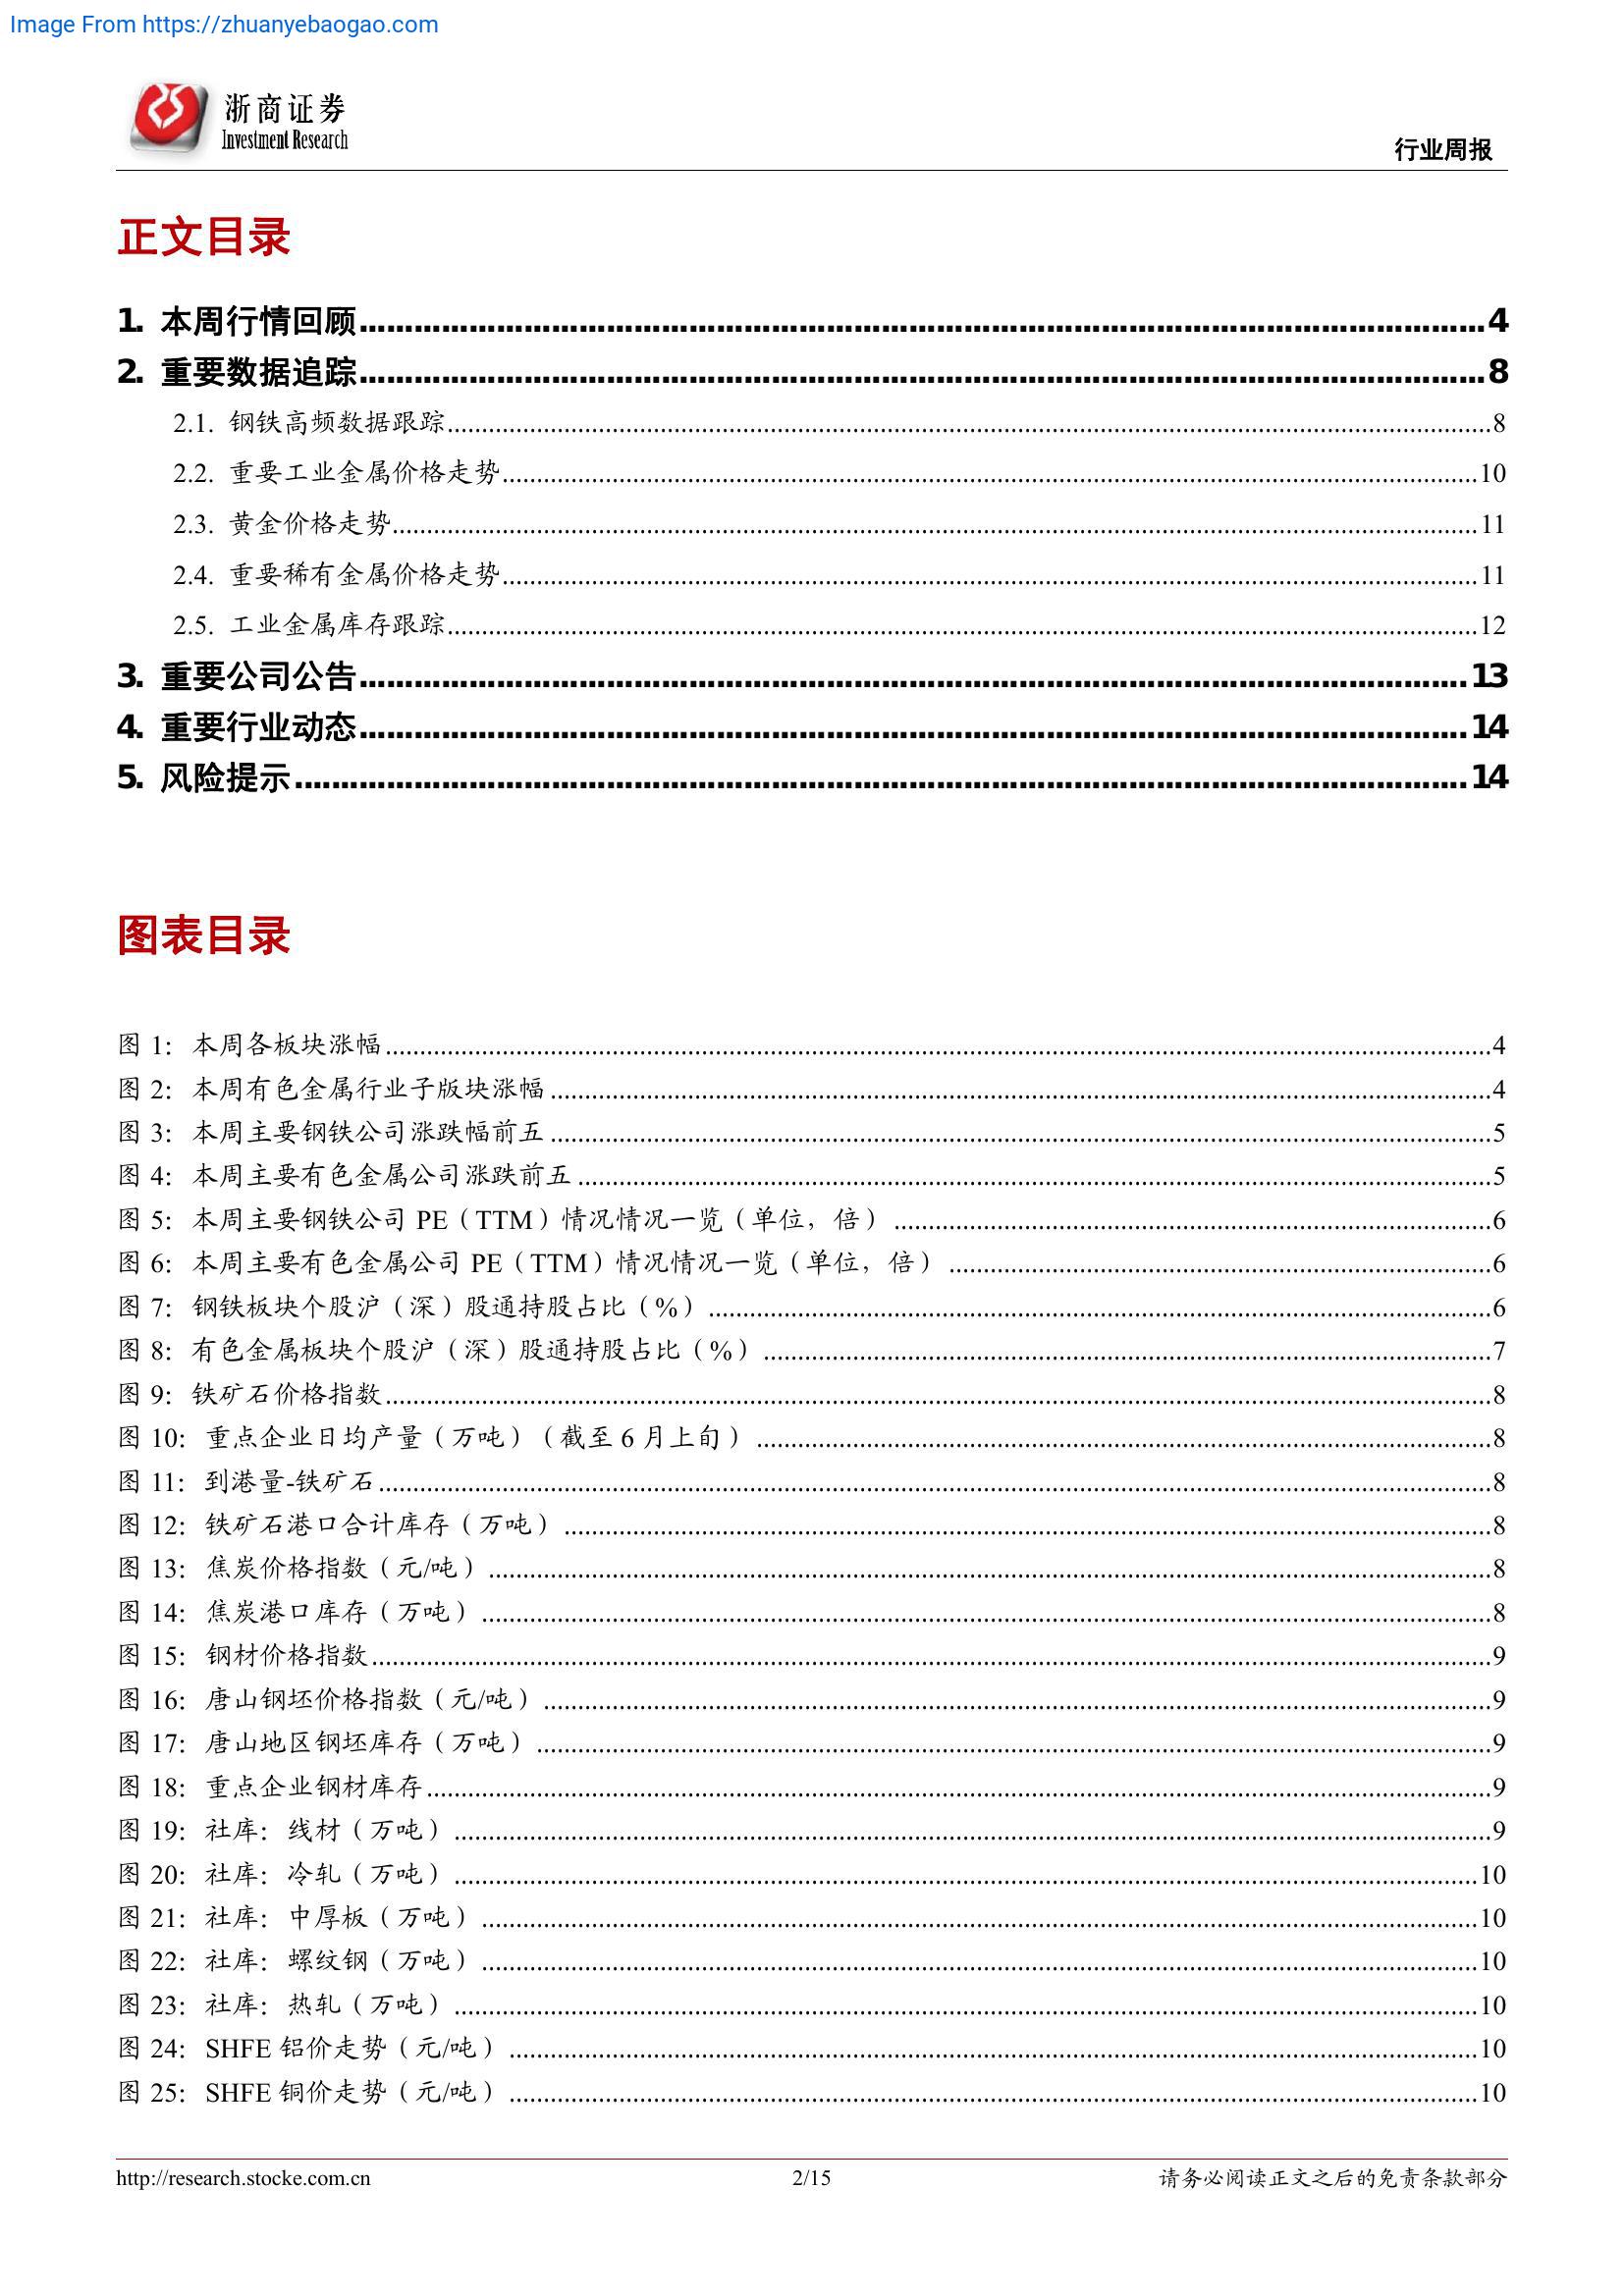 Image From https://zhuanyebaogao.com
浙商证券
Investment Research
行业周报
正文目录
1. 本周行情回顾 4
2. 重要数据追踪 8
2.1. 钢铁高频数据跟踪 8
2.2. 重要工业金属价格走势 10
2.3. 黄金价格走势 11
2.4. 重要稀有金属价格走势 11
2.5. 工业金属库存跟踪 12
3. 重要公司公告 13
4. 重要行业动态 14
5. 风险提示 14
图表目录
图 1：本周各板块涨幅 4
图 2：本周有色金属行业子版块涨幅 4
图 3：本周主要钢铁公司涨跌幅前五 5
图 4：本周主要有色金属公司涨跌前五 5
图 5：本周主要钢铁公司 PE（TTM）情况情况一览（单位，倍） 6
图 6：本周主要有色金属公司 PE（TTM）情况情况一览（单位，倍） 6
图 7：钢铁板块个股沪（深）股通持股占比（%） 6
图 8：有色金属板块个股沪（深）股通持股占比（%） 7
图 9：铁矿石价格指数 8
图 10：重点企业日均产量（万吨）（截至 6 月上旬） 8
图 11：到港量-铁矿石 8
图 12：铁矿石港口合计库存（万吨） 8
图 13：焦炭价格指数（元/吨） 8
图 14：焦炭港口库存（万吨） 8
图 15：钢材价格指数 9
图 16：唐山钢坯价格指数（元/吨） 9
图 17：唐山地区钢坯库存（万吨） 9
图 18：重点企业钢材库存 9
图 19：社库：线材（万吨） 9
图 20：社库：冷轧（万吨） 10
图 21：社库：中厚板（万吨） 10
图 22：社库：螺纹钢（万吨） 10
图 23：社库：热轧（万吨） 10
图 24：SHFE 铝价走势（元/吨） 10
图 25：SHFE 铜价走势（元/吨） 10
http://research.stocke.com.cn 2/15 请务必阅读正文之后的免责条款部分